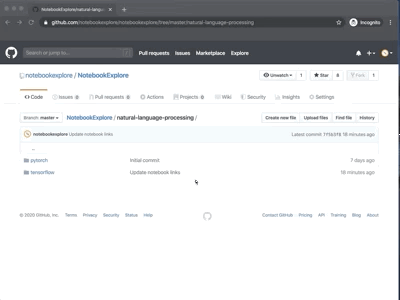 NotebookExplore/natural-lang
github.com/notebookexplore/notebookexplore/tree/master/natural-language-processing
Incognito
Search or jump to...
Pull requests Issues Marketplace Explore
notebookexplore / NotebookExplore
Unwatch 1 Star 8 Fork 1
Code Issues 0 Pull requests 0 Actions Projects 0 Wiki Security Insights Settings
Branch: master NotebookExplore / natural-language-processing /
Create new file Upload files Find file History
notebookexplore Update notebook links
Latest commit 18 minutes ago
..
pytorch Initial commit 7 days ago
tensorflow Update notebook links 18 minutes ago
© 2020 GitHub, Inc. Terms Privacy Security Status Help
Contact GitHub Pricing API Training Blog About